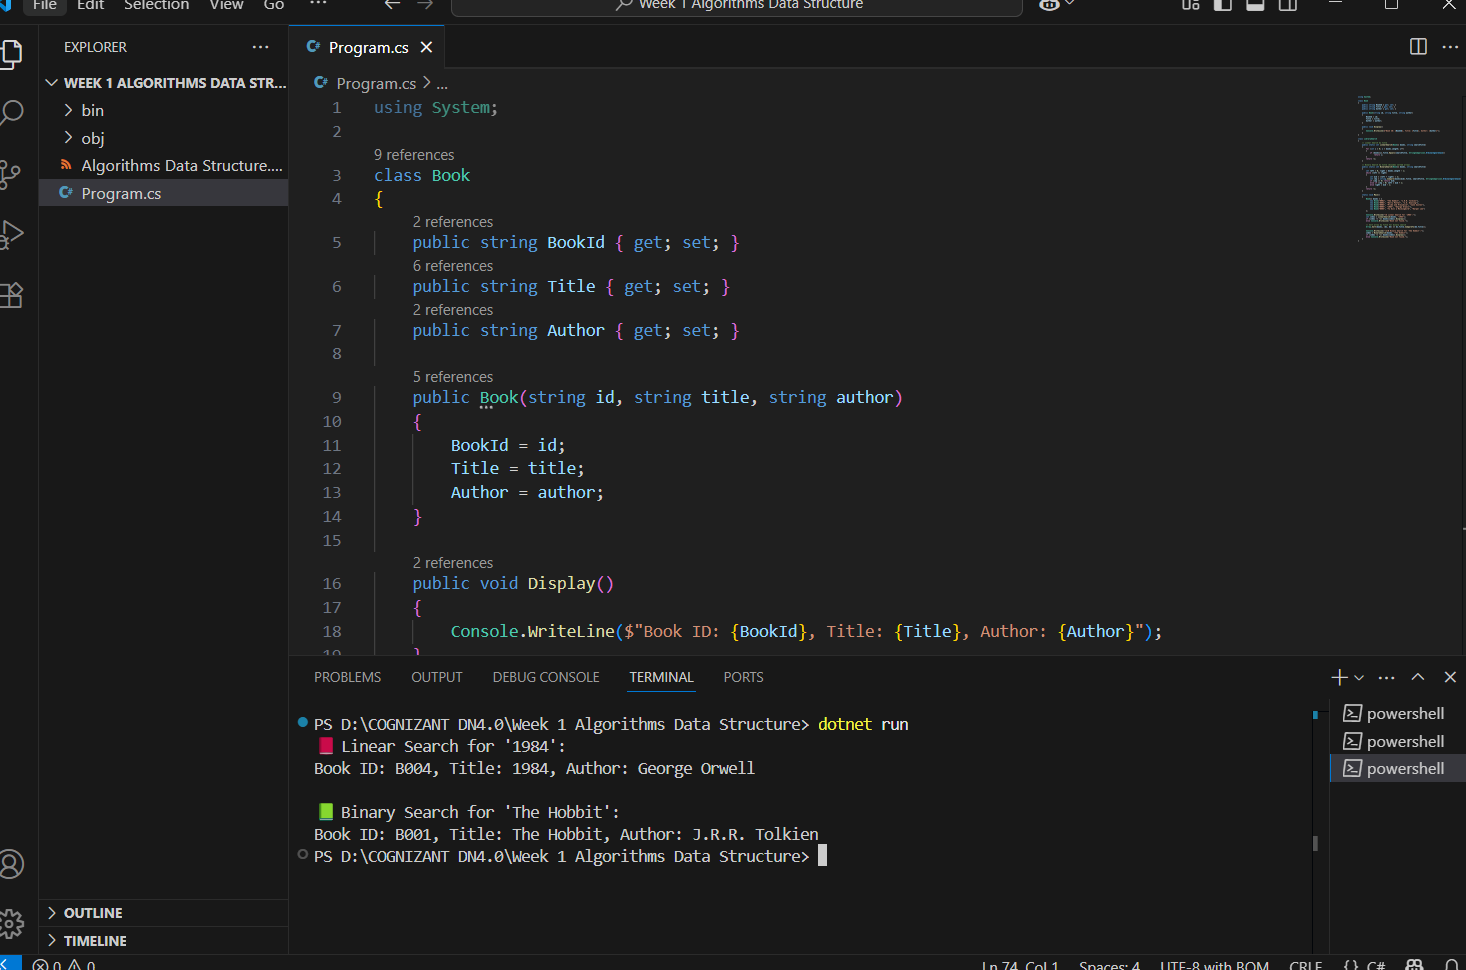 File Edit Selection View Go ···
Week 1 Algorithms Data Structure
EXPLORER
WEEK 1 ALGORITHMS DATA STR...
bin
obj
Algorithms Data Structure....
Program.cs
OUTLINE
TIMELINE
Program.cs
Program.cs > ...
1 using System;
2
9 references
3 class Book
4 {
2 references
5 public string BookId { get; set; }
6 references
6 public string Title { get; set; }
2 references
7 public string Author { get; set; }
8
5 references
9 public Book(string id, string title, string author)
10 {
11 BookId = id;
12 Title = title;
13 Author = author;
14 }
15
2 references
16 public void Display()
17 {
18 Console.WriteLine($"Book ID: {BookId}, Title: {Title}, Author: {Author}");
19 }
PROBLEMS OUTPUT DEBUG CONSOLE TERMINAL PORTS
PS D:\COGNIZANT DN4.0\Week 1 Algorithms Data Structure> dotnet run
📕 Linear Search for '1984':
Book ID: B004, Title: 1984, Author: George Orwell
📗 Binary Search for 'The Hobbit':
Book ID: B001, Title: The Hobbit, Author: J.R.R. Tolkien
PS D:\COGNIZANT DN4.0\Week 1 Algorithms Data Structure>
powershell
powershell
powershell
0 0
Ln 74, Col 1 Spaces: 4 UTF-8 with BOM CRLF {} C#